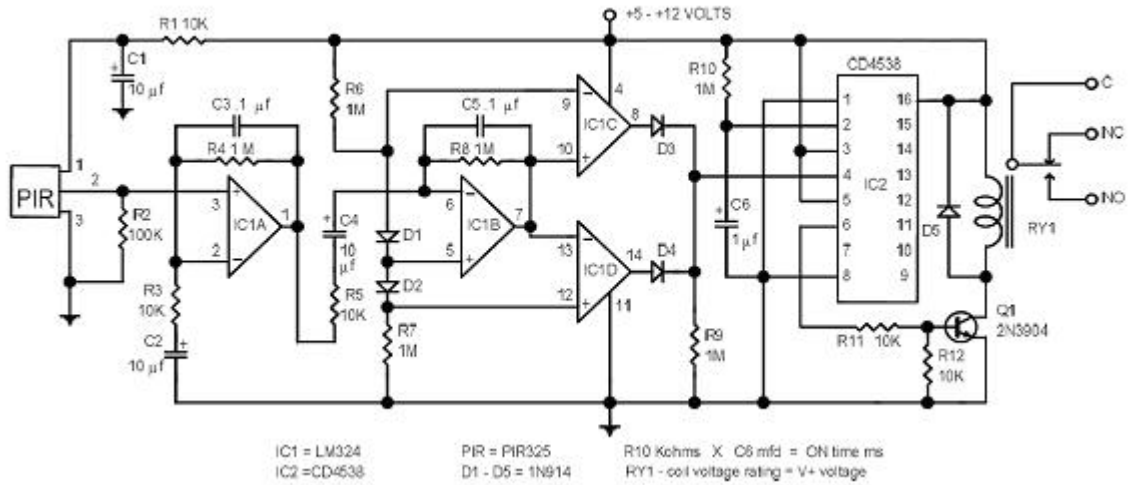 +5 - +12 VOLTS
R1 10K
C1
+
10 µf
R6
1M
R10
1M
CD4538
C3 .1 µf
R4 1 M
C5 .1 µf
R8 1M
9
4
IC1C
8
10
D3
1 16
2 15
3 14
4 13
5 12
6 11
7 10
8 9
IC2
C
NC
NO
RY1
D5
PIR
1
2
3
R2
100K
3
IC1A
1
2
+
C4
10
µf
6
IC1B
7
5
D1
D2
13
IC1D
14
12
11
D4
+
C6
1µf
R3
10K
C2
+
10 µf
R5
10K
R7
1M
R9
1M
R11 10K
R12
10K
Q1
2N3904
IC1 = LM324 PIR = PIR325 R10 Kohms X C6 mfd = ON time ms
IC2 =CD4538 D1 - D5 = 1N914 RY1 - coil voltage rating = V+ voltage